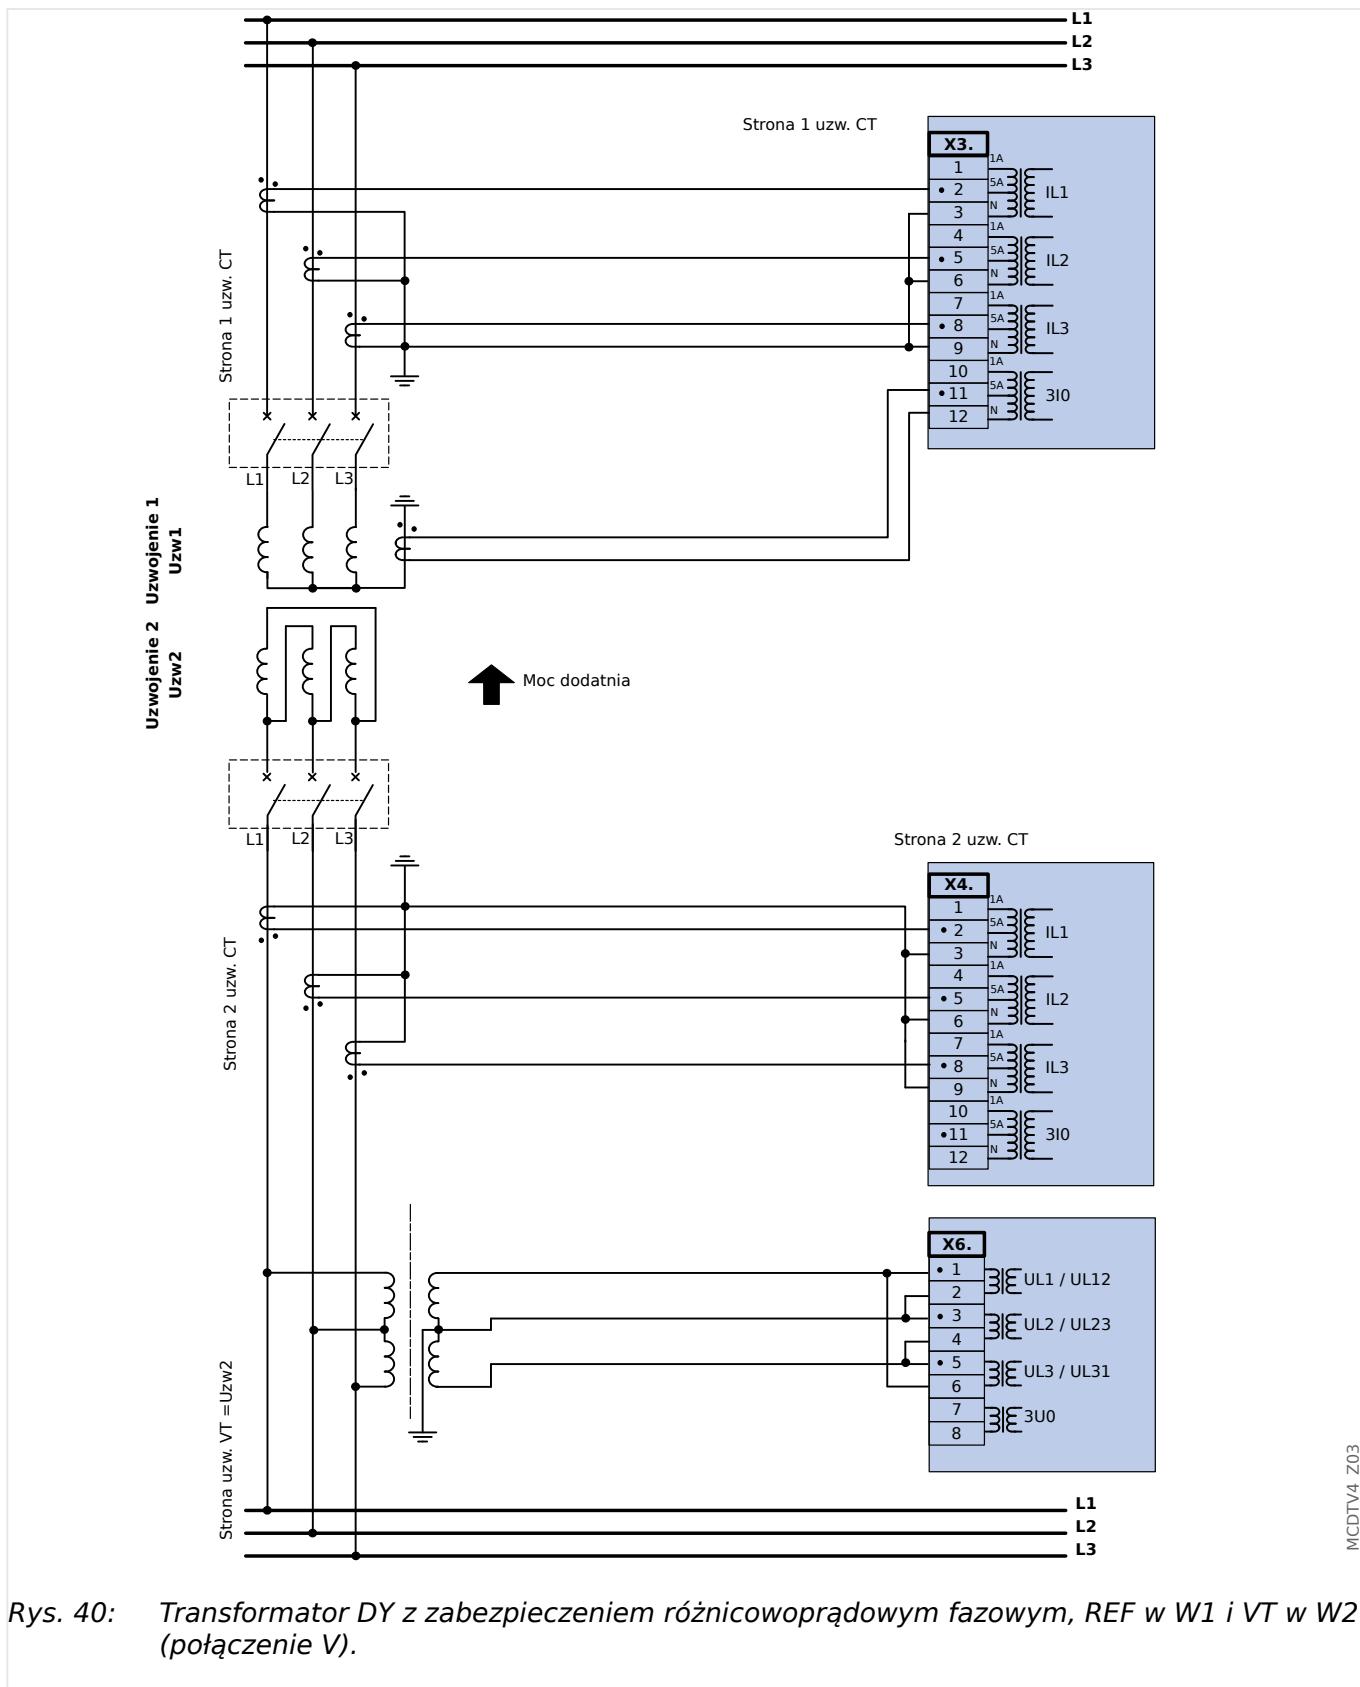 L1
L2
L3
Strona 1 uzw. CT
X3.
1
1A
2
5A
IL1
3
N
4
1A
5
5A
IL2
6
N
7
1A
8
5A
IL3
9
N
10
1A
11
5A
3I0
12
N
Strona 1 uzw. CT
L1
L2
L3
Uzwojenie 1
Uzw1
Uzwojenie 2
Uzw2
Moc dodatnia
L1
L2
L3
Strona 2 uzw. CT
Strona 2 uzw. CT
X4.
1
1A
2
5A
IL1
3
N
4
1A
5
5A
IL2
6
N
7
1A
8
5A
IL3
9
N
10
1A
11
5A
3I0
12
N
X6.
1
UL1 / UL12
2
3
UL2 / UL23
4
5
UL3 / UL31
6
7
3U0
8
Strona uzw. VT =Uzw2
L1
L2
L3
MCDTV4_Z03
Rys. 40: Transformator DY z zabezpieczeniem różnicowoprądowym fazowym, REF w W1 i VT w W2
(połączenie V).